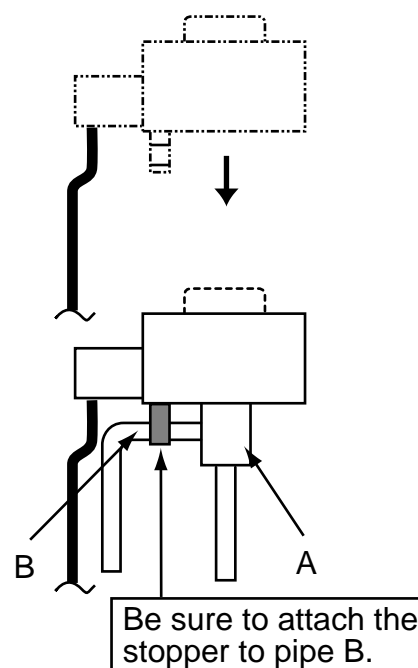 B
A
Be sure to attach the
stopper to pipe B.